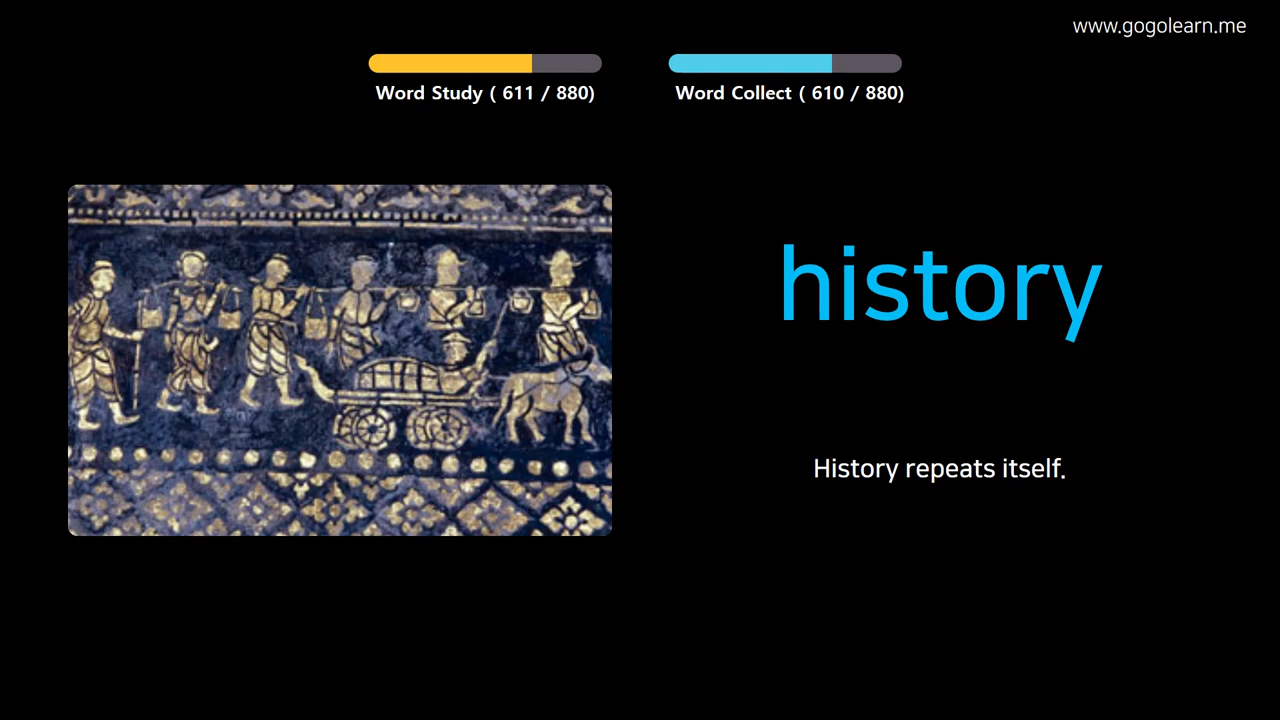 www.gogolearn.me
Word Study ( 611 / 880)
Word Collect ( 610 / 880)
history
History repeats itself.